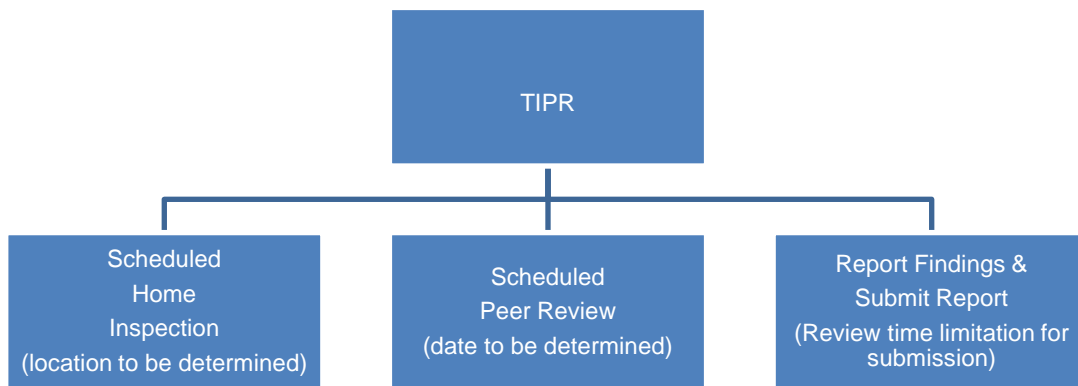 TIPR
Scheduled
Home
Inspection
(location to be determined)
Scheduled
Peer Review
(date to be determined)
Report Findings &
Submit Report
(Review time limitation for
submission)